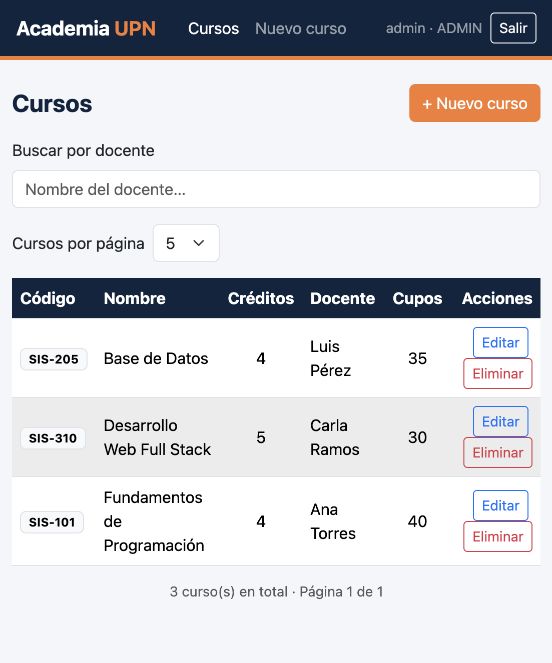 Academia UPN Cursos Nuevo curso admin · ADMIN Salir
Cursos + Nuevo curso
Buscar por docente
Nombre del docente...
Cursos por página 5
Código Nombre Créditos Docente Cupos Acciones
SIS-205 Base de Datos 4 Luis Pérez 35 Editar Eliminar
SIS-310 Desarrollo Web Full Stack 5 Carla Ramos 30 Editar Eliminar
SIS-101 Fundamentos de Programación 4 Ana Torres 40 Editar Eliminar
3 curso(s) en total · Página 1 de 1